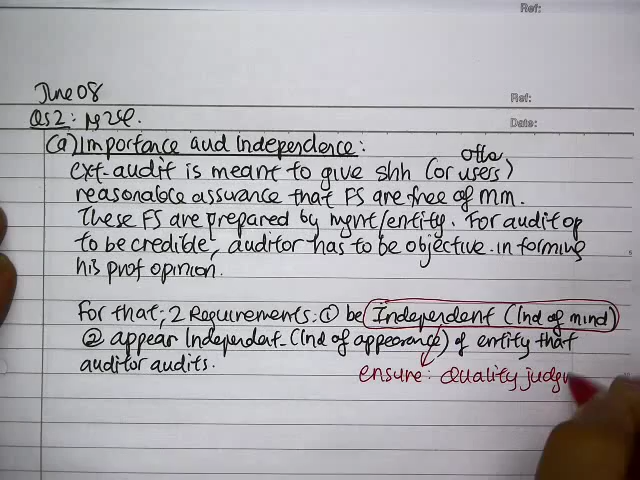 Ref:
June 08
Ref:
Qs 2: Date:
(a) Importance aud independence:
ext-audit is meant to give shh (or other users)
reasonable assurance that FS are free of MM.
These FS are prepared by mgmt/entity. For audit op
to be credible, auditor has to be objective in forming
his prof opinion.
For that, 2 Requirements: ① be Independent (Ind of mind)
② appear Independent (Ind of appearance) of entity that
auditor audits.
ensure: Quality judg